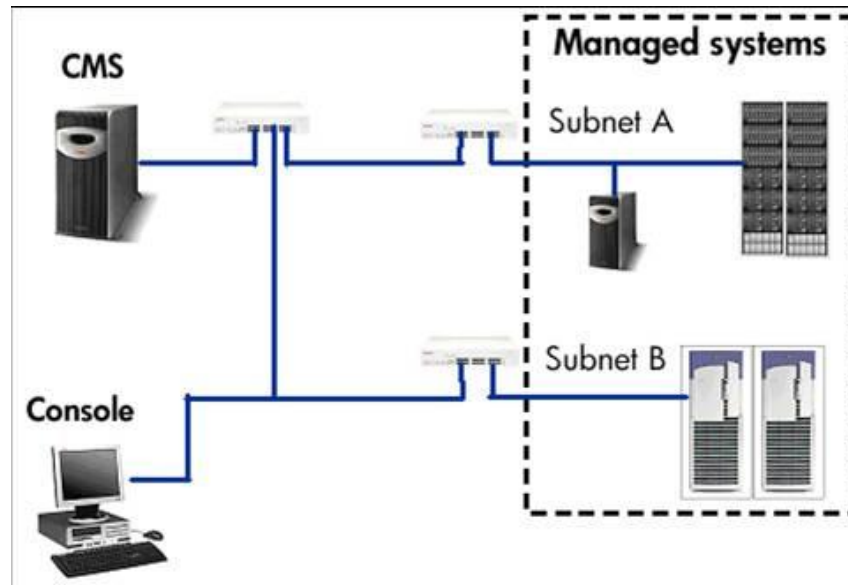 Managed systems
CMS
Subnet A
Subnet B
Console